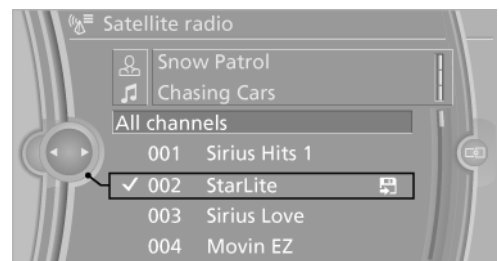 Satellite radio
Snow Patrol
Chasing Cars
All channels
001 Sirius Hits 1
002 StarLite
003 Sirius Love
004 Movin EZ